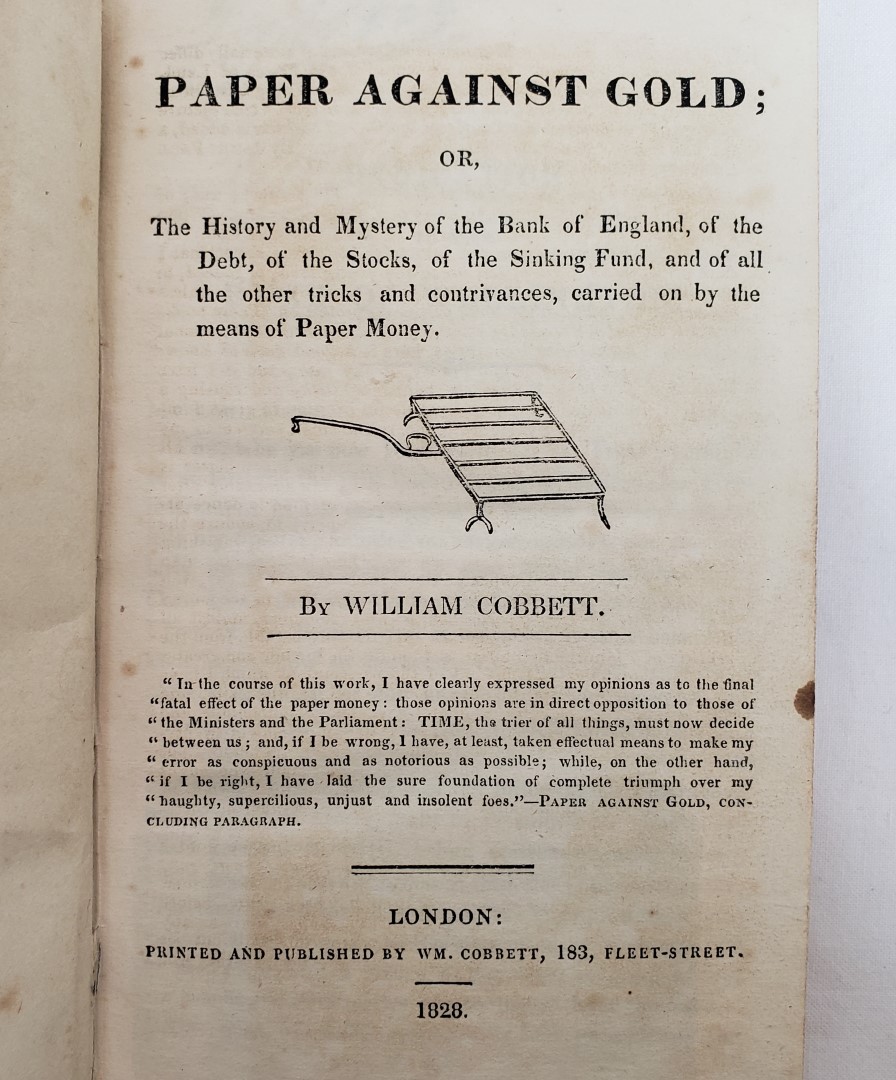 PAPER AGAINST GOLD;
OR,
The History and Mystery of the Bank of England, of the
Debt, of the Stocks, of the Sinking Fund, and of all
the other tricks and contrivances, carried on by the
means of Paper Money.
By WILLIAM COBBETT.
“ In the course of this work, I have clearly expressed my opinions as to the final
“fatal effect of the paper money: those opinions are in direct opposition to those of
“ the Ministers and the Parliament: TIME, the trier of all things, must now decide
“ between us; and, if I be wrong, I have, at least, taken effectual means to make my
“ error as conspicuous and as notorious as possible; while, on the other hand,
“ if I be right, I have laid the sure foundation of complete triumph over my
“ haughty, supercilious, unjust and insolent foes.”—PAPER AGAINST GOLD, CON-
CLUDING PARAGRAPH.
LONDON:
PRINTED AND PUBLISHED BY WM. COBBETT, 183, FLEET-STREET.
1828.